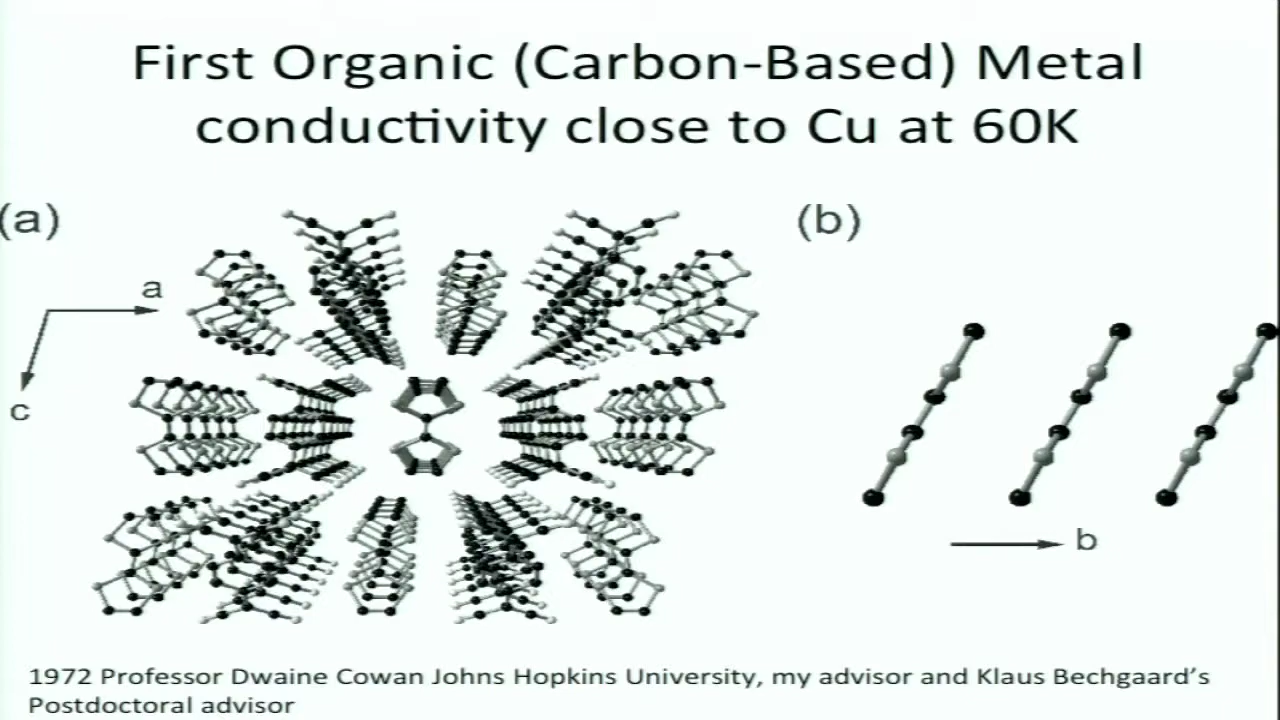 First Organic (Carbon-Based) Metal
conductivity close to Cu at 60K
(a)
(b)
a
c
b
1972 Professor Dwaine Cowan Johns Hopkins University, my advisor and Klaus Bechgaard’s
Postdoctoral advisor